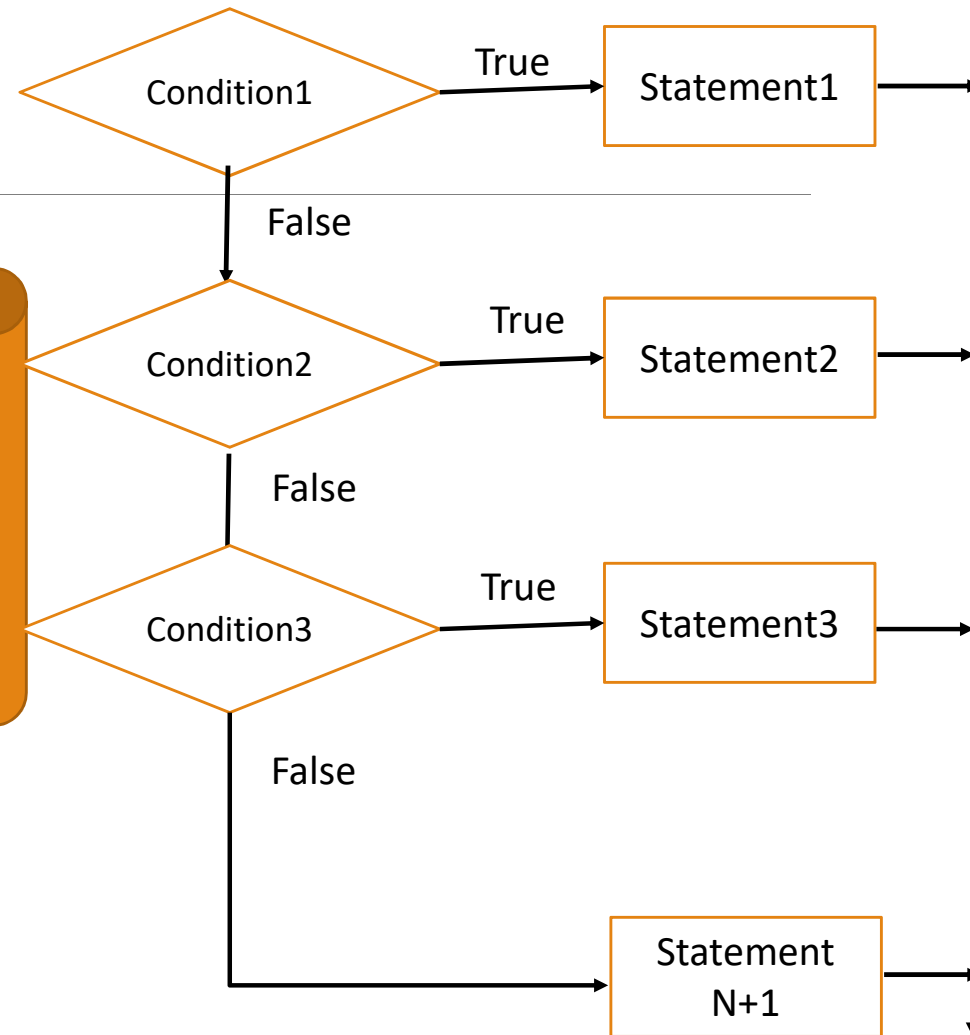 Condition1
True
Statement1
False
Condition2
True
Statement2
False
Condition3
True
Statement3
False
Statement
N+1